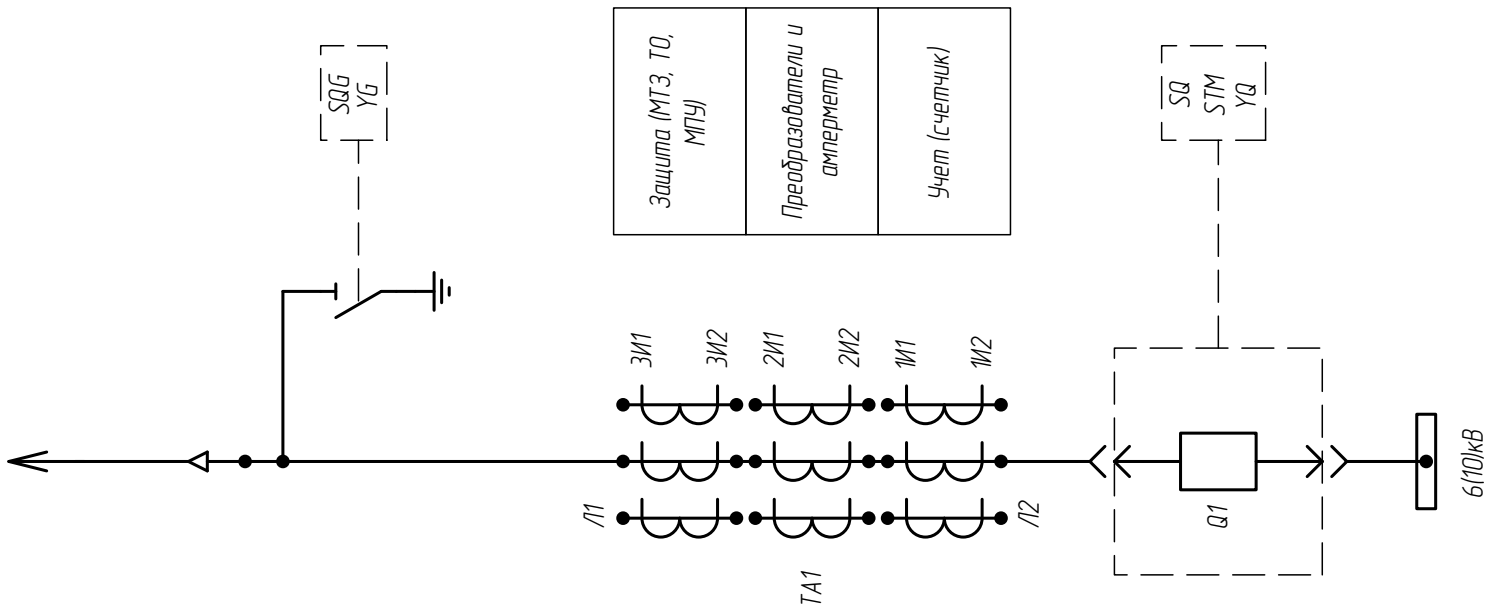 SQG
YG
Защита (МТЗ, ТО,
МПУ)
Преобразователи и
амперметр
Учет (счетчик)
SQ
STM
YQ
3И1
3И2
2И1
2И2
1И1
1И2
Л1
Л2
TA1
Q1
6(10)кВ